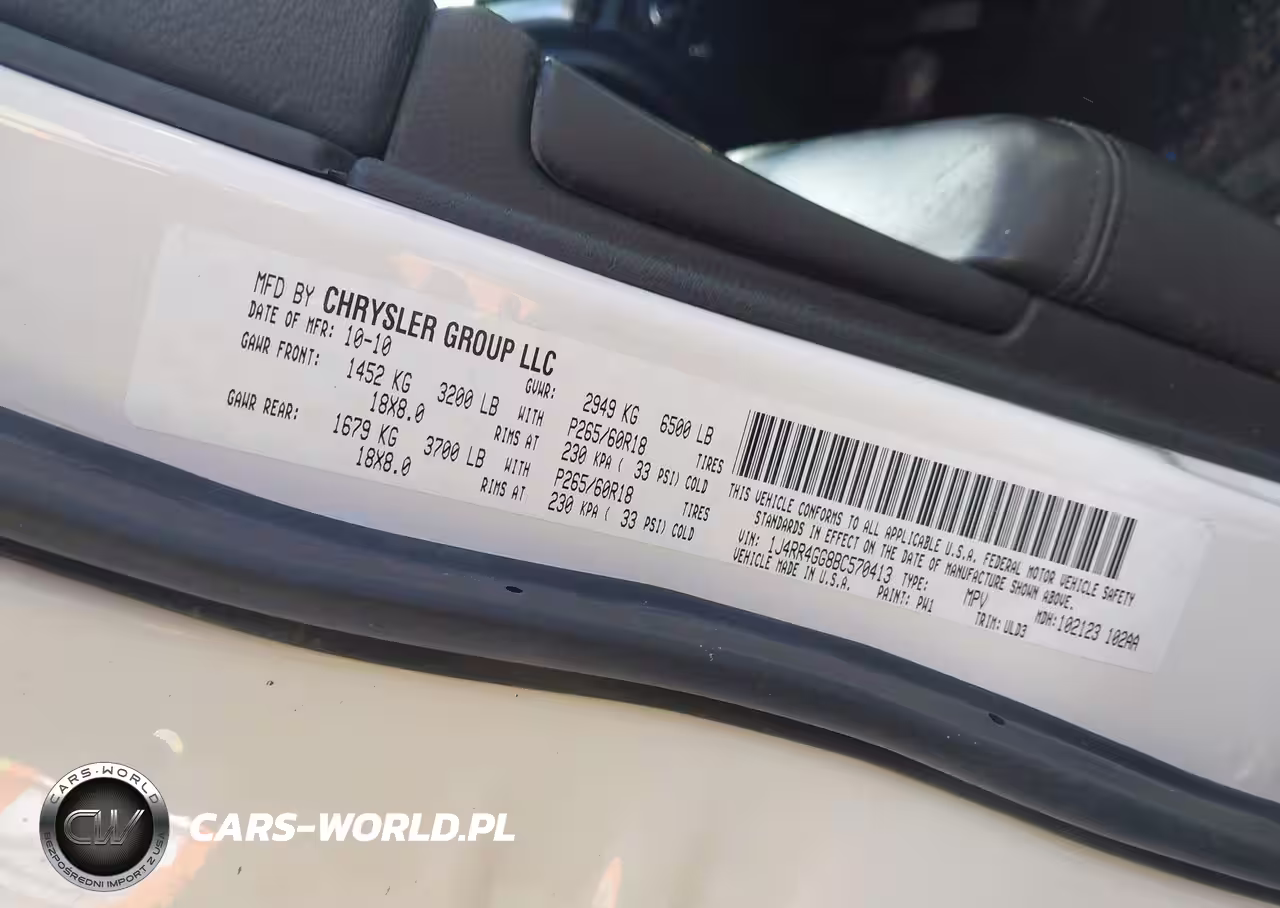 MFD BY CHRYSLER GROUP LLC
DATE OF MFR: 10-10 GVWR: 2949 KG 6500 LB
GAWR FRONT: 1452 KG 3200 LB WITH P265/60R18 TIRES
18X8.0 RIMS AT 230 KPA ( 33 PSI) COLD
GAWR REAR: 1679 KG 3700 LB WITH P265/60R18 TIRES
18X8.0 RIMS AT 230 KPA ( 33 PSI) COLD
THIS VEHICLE CONFORMS TO ALL APPLICABLE U.S.A. FEDERAL MOTOR VEHICLE SAFETY
STANDARDS IN EFFECT ON THE DATE OF MANUFACTURE SHOWN ABOVE.
VIN: 1J4RR4GG8BC570413 TYPE: MPV MDH:102123 102AA
VEHICLE MADE IN U.S.A. PAINT: PW1 TRIM: ULD3
CARS-WORLD
CW
BEZPOŚREDNI IMPORT Z USA
CARS-WORLD.PL